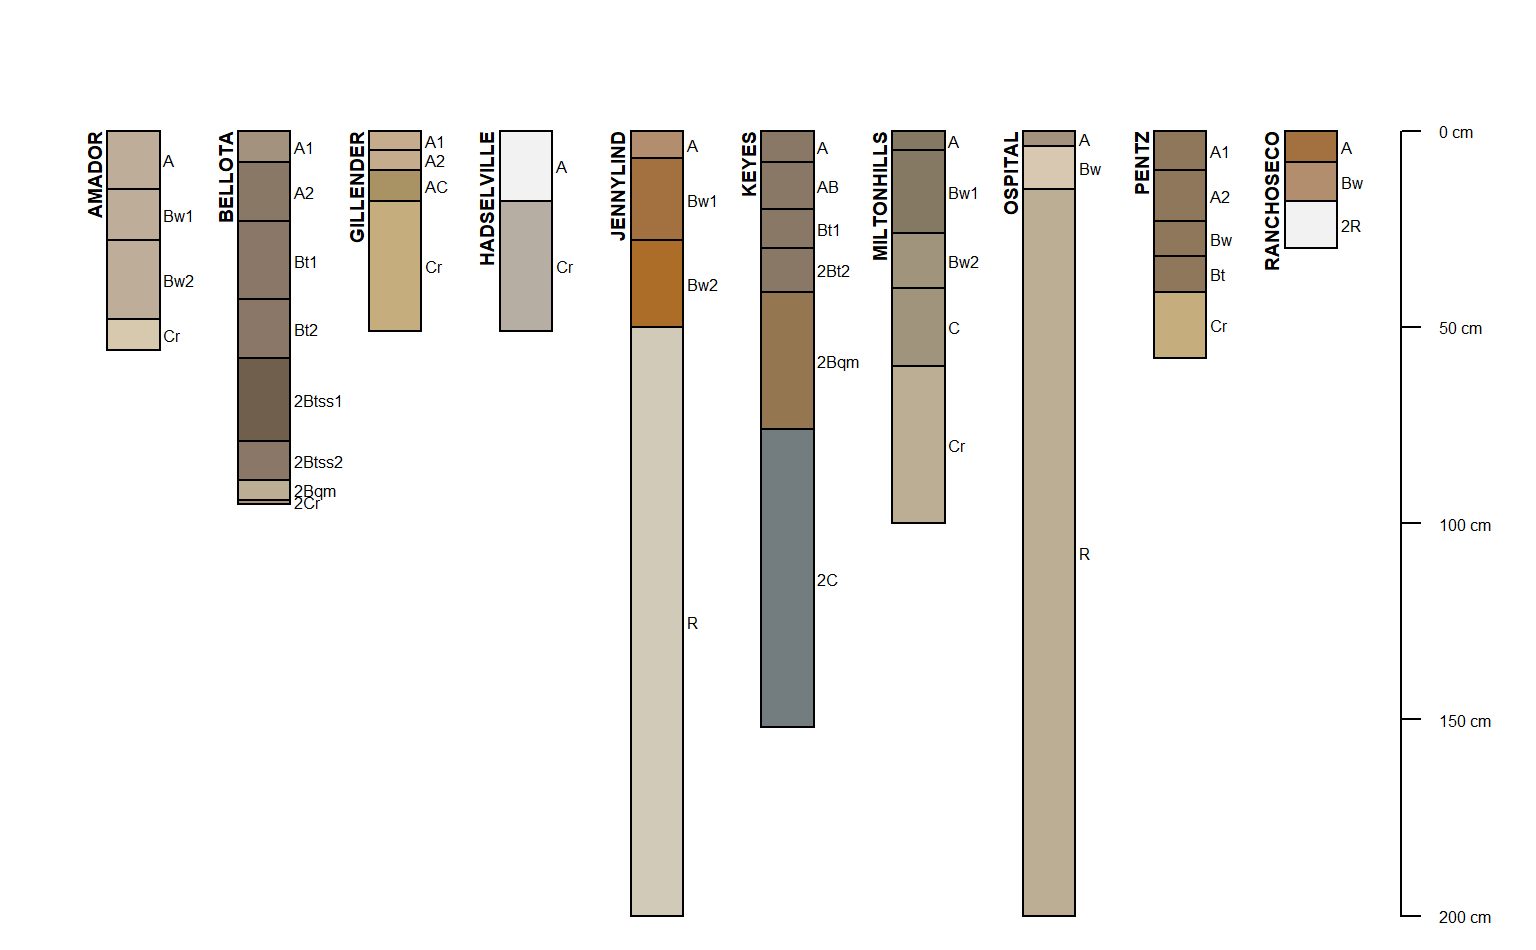 AMADOR
A
Bw1
Bw2
Cr
BELLOTA
A1
A2
Bt1
Bt2
2Btss1
2Btss2
2Bqm
2Cr
GILLENDER
A1
A2
AC
Cr
HADSELVILLE
A
Cr
JENNYLIND
A
Bw1
Bw2
R
KEYES
A
AB
Bt1
2Bt2
2Bqm
2C
MILTONHILLS
A
Bw1
Bw2
C
Cr
OSPITAL
A
Bw
R
PENTZ
A1
A2
Bw
Bt
Cr
RANCHOSECO
A
Bw
2R
0 cm
50 cm
100 cm
150 cm
200 cm